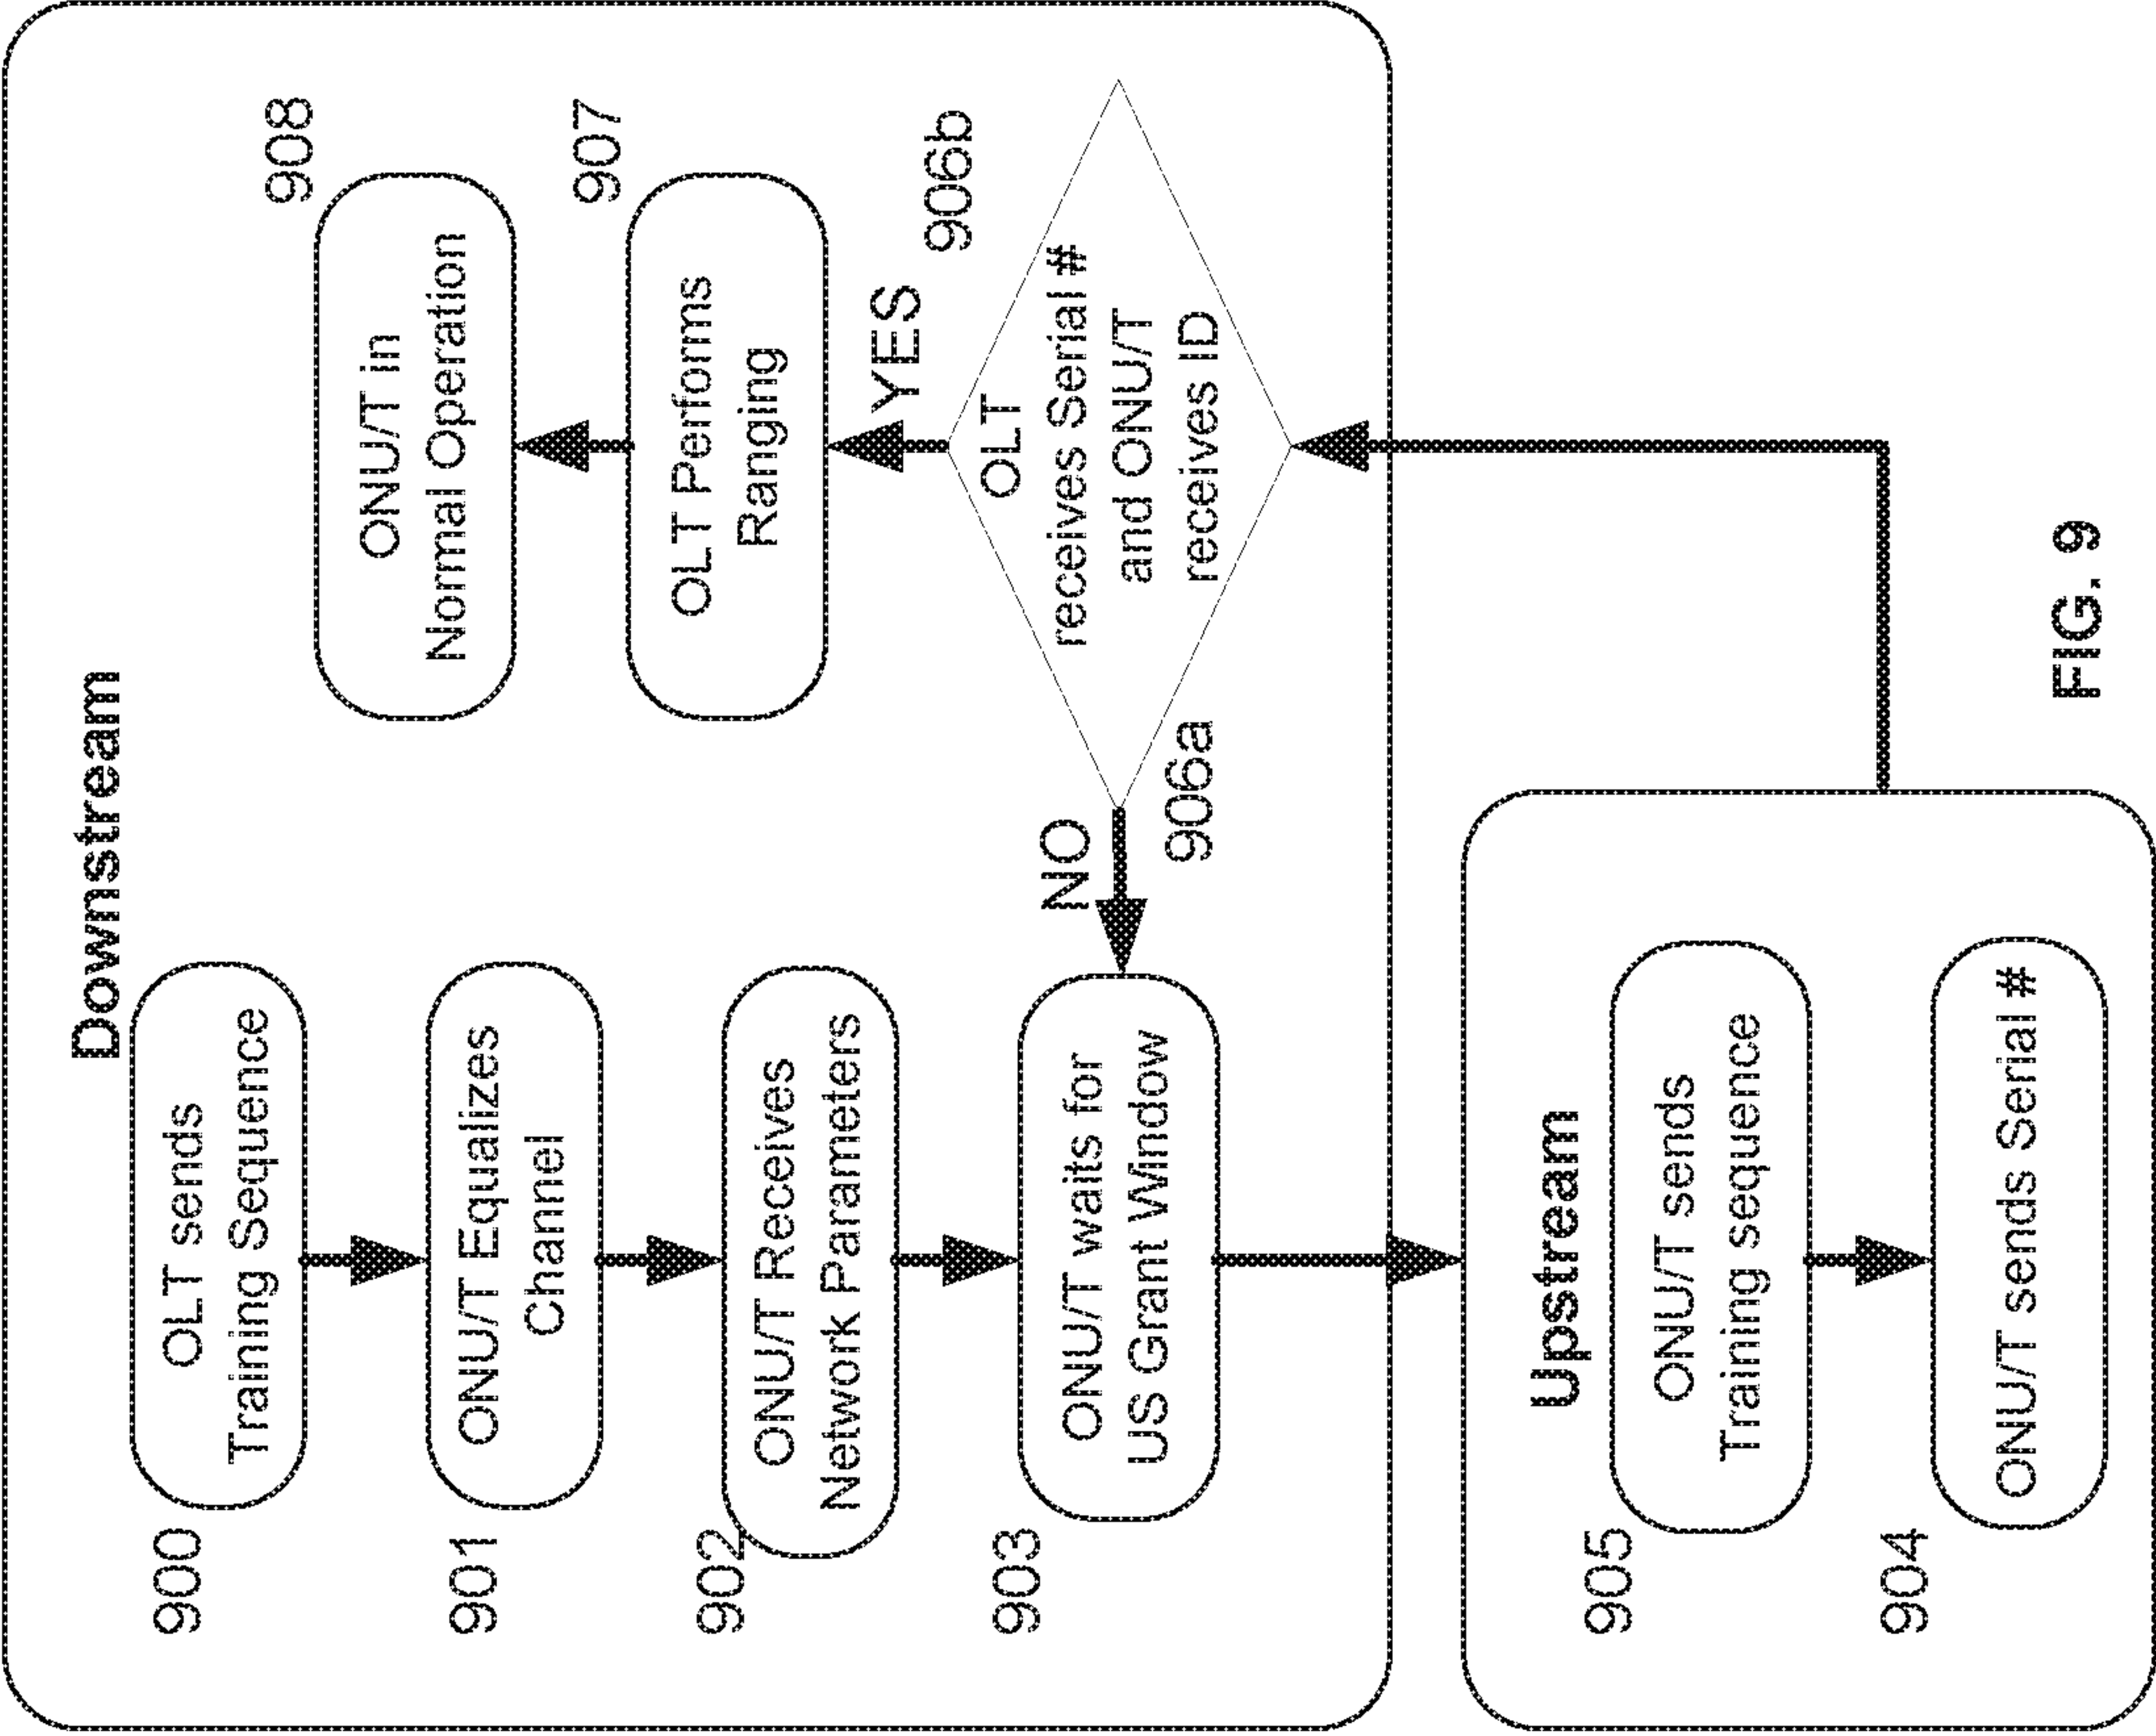 Downstream
900
OLT sends
Training Sequence
901
ONU/T Equalizes
Channel
902
ONU/T Receives
Network Parameters
903
ONU/T waits for
US Grant Window
908
ONU/T in
Normal Operation
907
OLT Performs
Ranging
YES
906b
OLT
receives Serial #
and ONU/T
receives ID
NO
906a
Upstream
905
ONU/T sends
Training sequence
904
ONU/T sends Serial #
FIG. 9